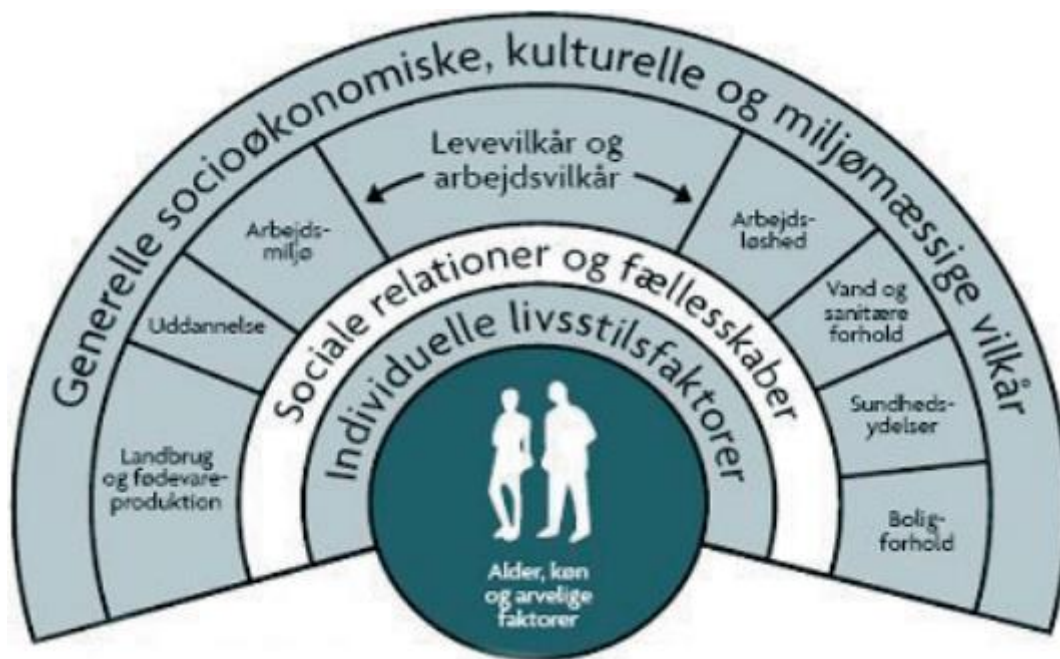 Generelle socioøkonomiske, kulturelle og miljømæssige vilkår
Levevilkår og
arbejdsvilkår
Arbejds-
miljø
Uddannelse
Landbrug
og fødevare-
produktion
Arbejds-
løshed
Vand og
sanitære
forhold
Sundheds-
ydelser
Bolig-
forhold
Sociale relationer og fællesskaber
Individuelle livsstilsfaktorer
Alder, køn
og arvelige
faktorer